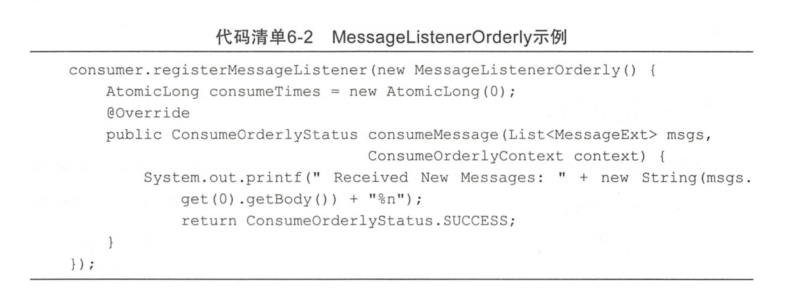 代码清单6-2 MessageListenerOrderly示例
consumer.registerMessageListener(new MessageListenerOrderly() {
    AtomicLong consumeTimes = new AtomicLong(0);
    @Override
    public ConsumeOrderlyStatus consumeMessage(List<MessageExt> msgs,
                                ConsumeOrderlyContext context) {
        System.out.printf(" Received New Messages: " + new String(msgs.
            get(0).getBody()) + "%n");
            return ConsumeOrderlyStatus.SUCCESS;
    }
});